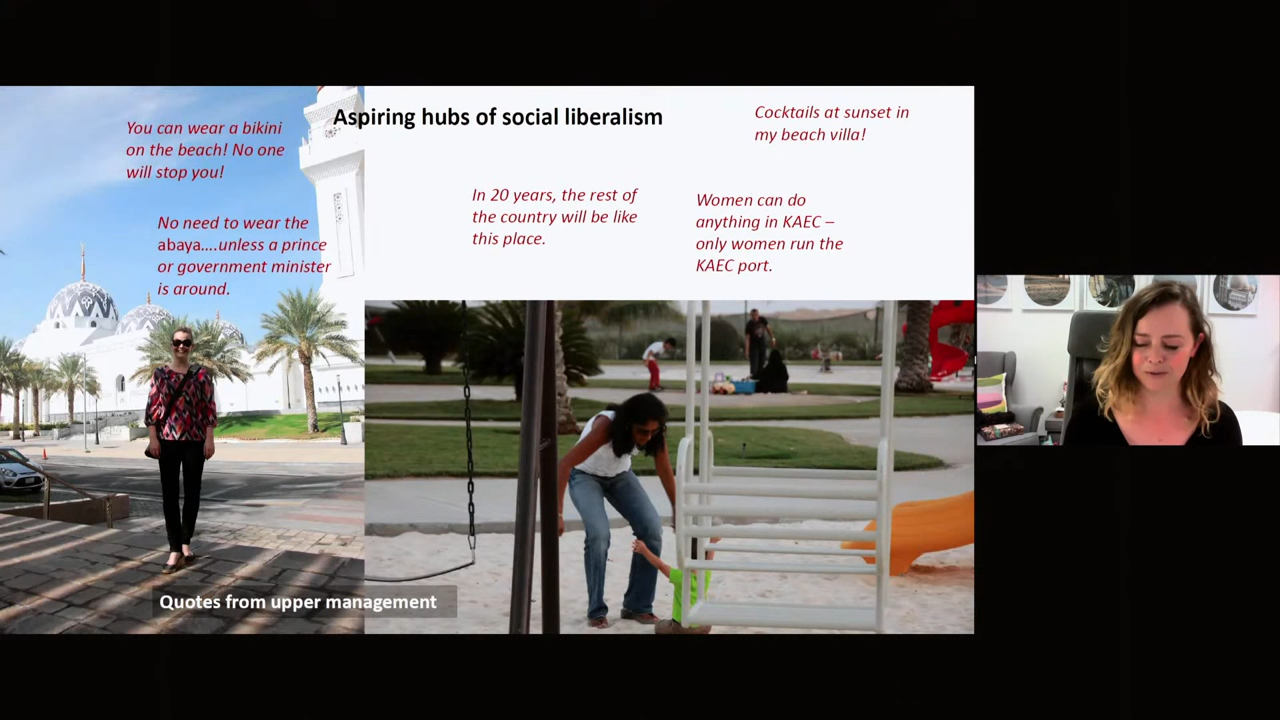 Aspiring hubs of social liberalism
You can wear a bikini
on the beach! No one
will stop you!
No need to wear the
abaya....unless a prince
or government minister
is around.
In 20 years, the rest of
the country will be like
this place.
Cocktails at sunset in
my beach villa!
Women can do
anything in KAEC –
only women run the
KAEC port.
Quotes from upper management